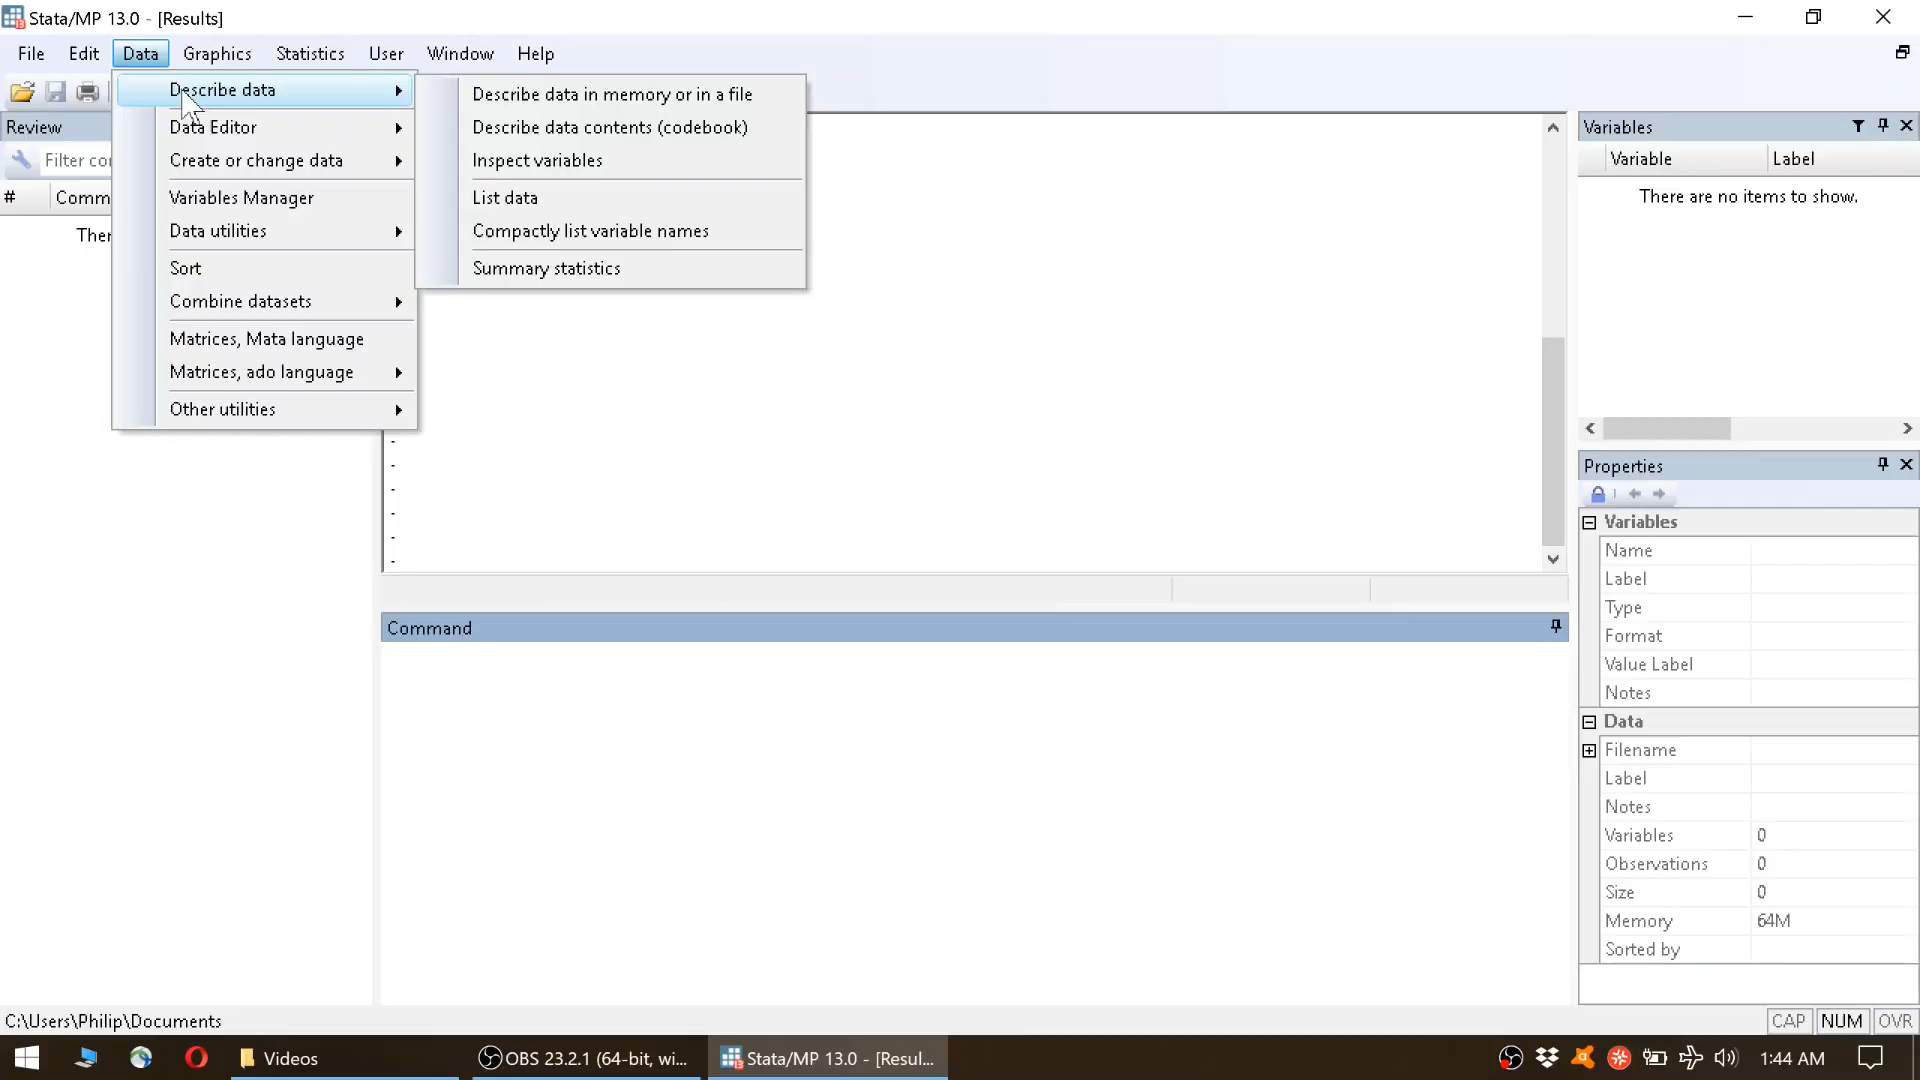 Stata/MP 13.0 - [Results]
File Edit Data Graphics Statistics User Window Help
Describe data
Data Editor
Create or change data
Variables Manager
Data utilities
Sort
Combine datasets
Matrices, Mata language
Matrices, ado language
Other utilities
Describe data in memory or in a file
Describe data contents (codebook)
Inspect variables
List data
Compactly list variable names
Summary statistics
Review
Filter co
# Comm
Ther
-
-
-
-
-
-
Command
Variables
Variable Label
There are no items to show.
Properties
Variables
Name
Label
Type
Format
Value Label
Notes
Data
Filename
Label
Notes
Variables 0
Observations 0
Size 0
Memory 64M
Sorted by
C:\Users\Philip\Documents
CAP NUM OVR
Videos
OBS 23.2.1 (64-bit, wi...
Stata/MP 13.0 - [Resul...
1:44 AM